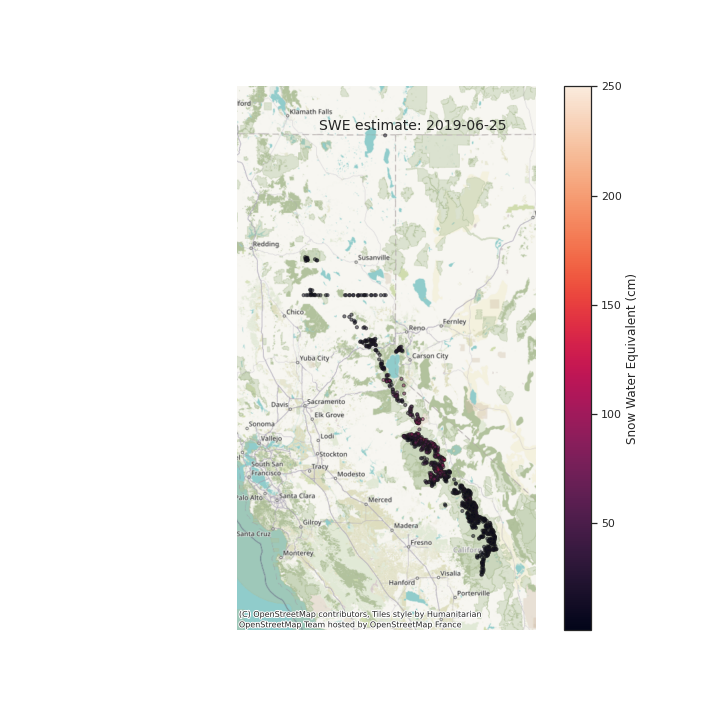 ford
Klamath Falls
SWE estimate: 2019-06-25
Redding
Susanville
Chico
Reno
Fernley
Yuba City
Carson City
Davis
Sacramento
Elk Grove
Sonoma
Vallejo
Lodi
Stockton
South San
Francisco
Tracy
Modesto
Palo Alto
Santa Clara
Merced
Gilroy
Madera
Santa Cruz
Fresno
Monterey
Visalia
Hanford
Porterville
(C) OpenStreetMap contributors, Tiles style by Humanitarian
OpenStreetMap Team hosted by OpenStreetMap France
250
200
150
100
50
Snow Water Equivalent (cm)